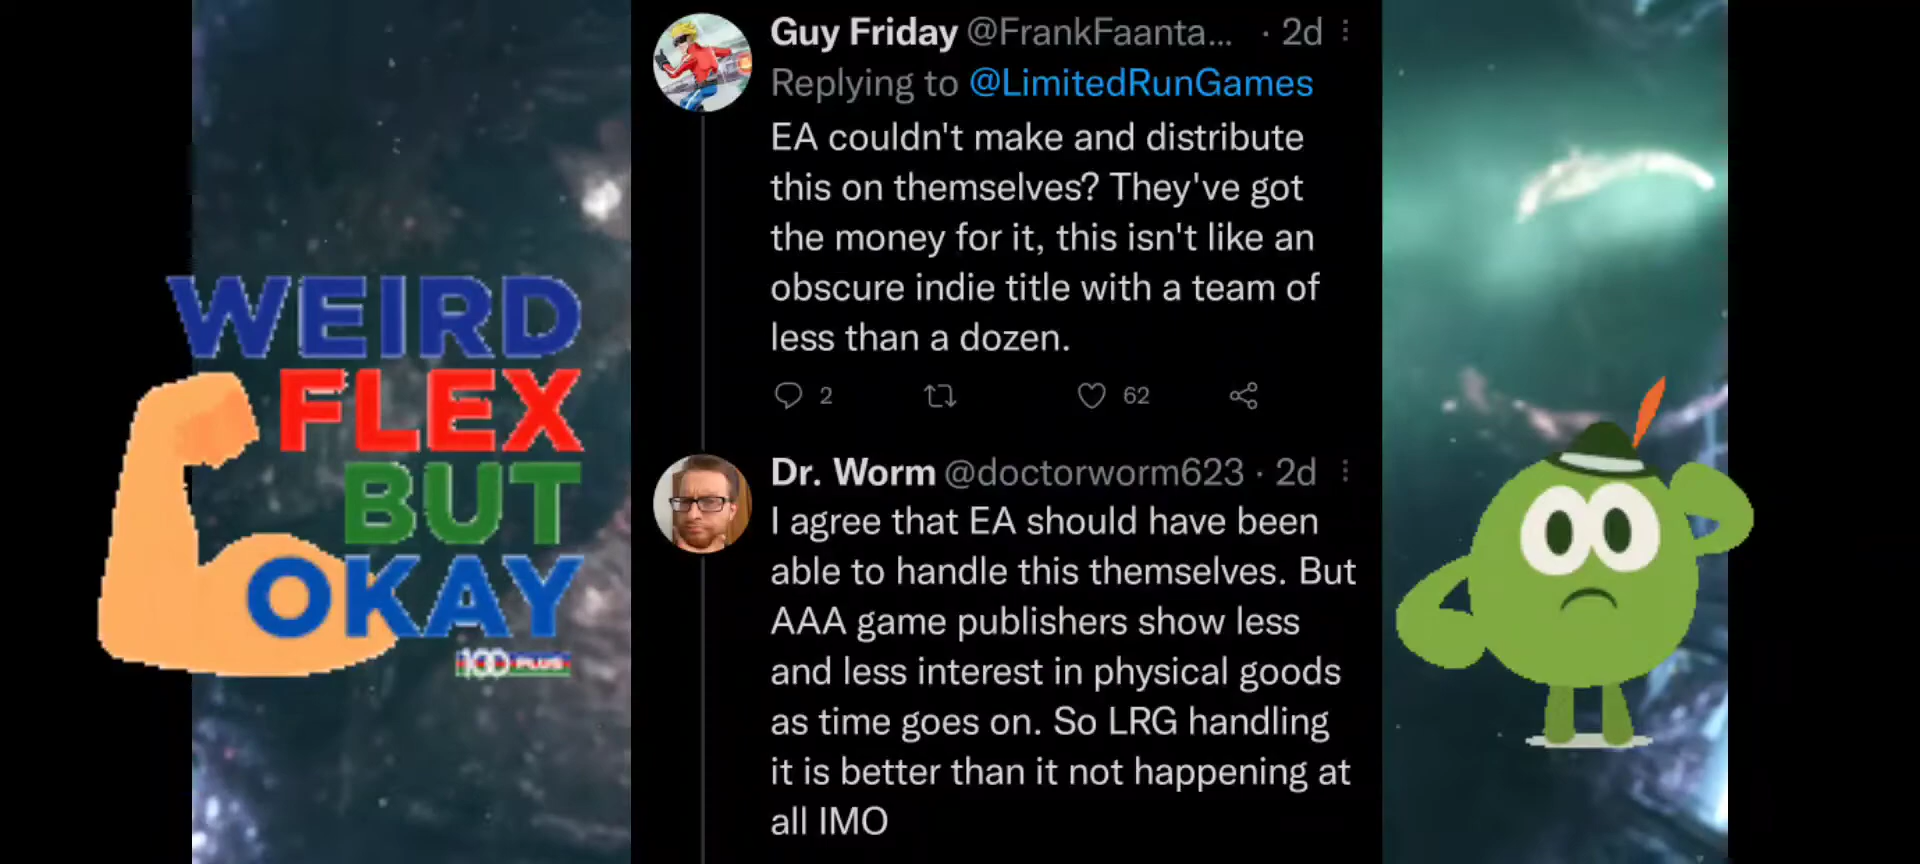 WEIRD
FLEX
BUT
OKAY
100 PLUS
Guy Friday @FrankFaanta... · 2d
Replying to @LimitedRunGames
EA couldn't make and distribute
this on themselves? They've got
the money for it, this isn't like an
obscure indie title with a team of
less than a dozen.
2 62
Dr. Worm @doctorworm623 · 2d
I agree that EA should have been
able to handle this themselves. But
AAA game publishers show less
and less interest in physical goods
as time goes on. So LRG handling
it is better than it not happening at
all IMO